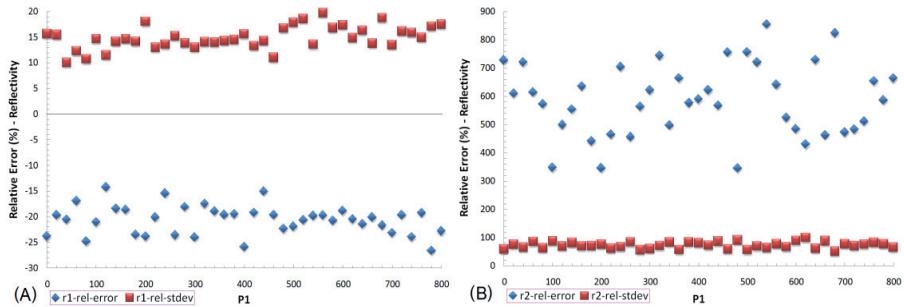 Relative Error (%) - Reflectivity
20
15
10
5
0
-5
-10
-15
-20
-25
-30
0 100 200 300 400 500 600 700 800
P1
(A)
r1-rel-error r1-rel-stdev
Relative Error (%) - Reflectivity
900
800
700
600
500
400
300
200
100
0
0 100 200 300 400 500 600 700 800
P1
(B)
r2-rel-error r2-rel-stdev